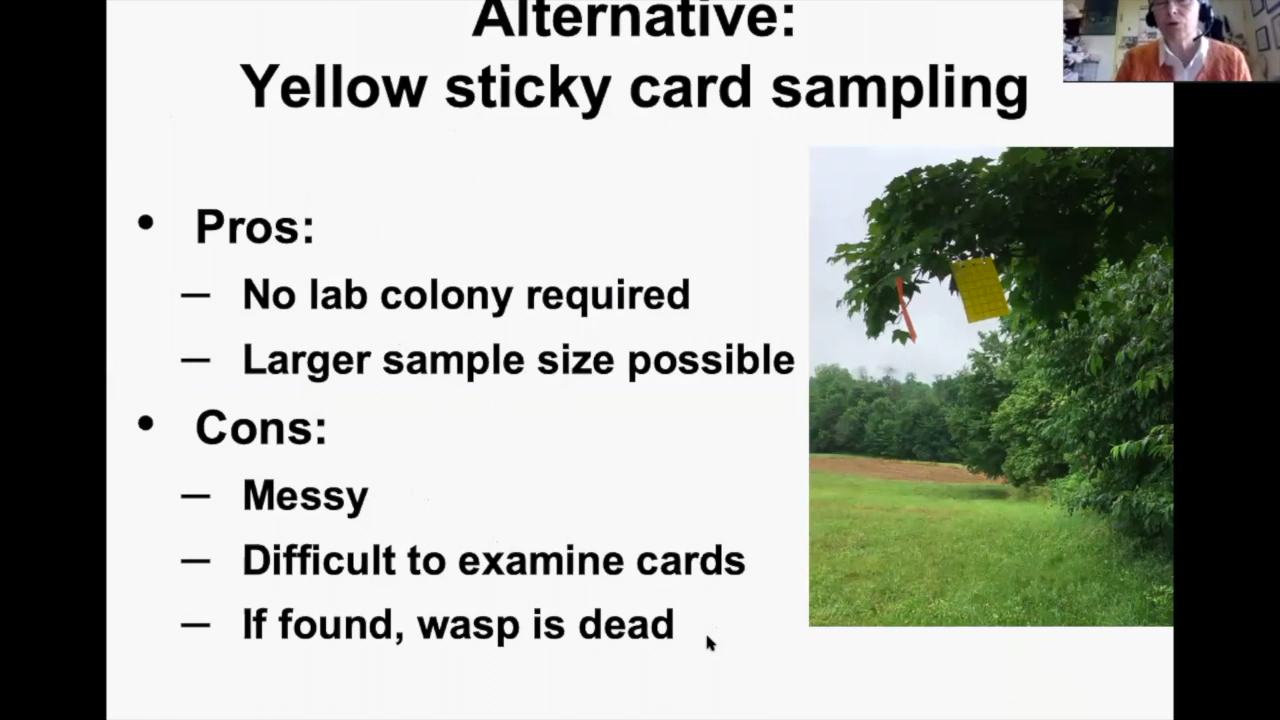 Alternative:
Yellow sticky card sampling
• Pros:
– No lab colony required
– Larger sample size possible
• Cons:
– Messy
– Difficult to examine cards
– If found, wasp is dead